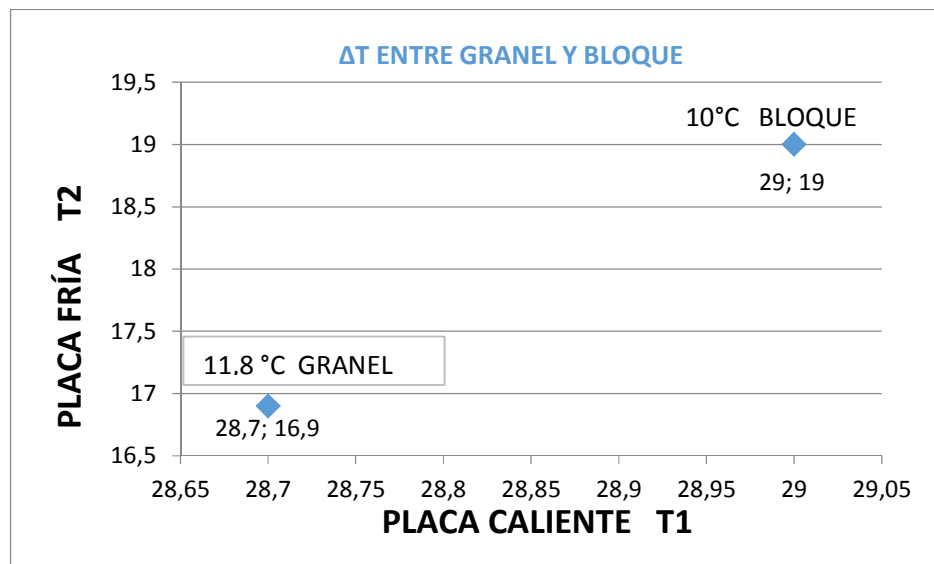 ΔT ENTRE GRANEL Y BLOQUE
19,5
10°C BLOQUE
19
29; 19
18,5
18
17,5
11,8 °C GRANEL
17
28,7; 16,9
16,5
28,65 28,7 28,75 28,8 28,85 28,9 28,95 29 29,05
PLACA CALIENTE T1
PLACA FRÍA T2